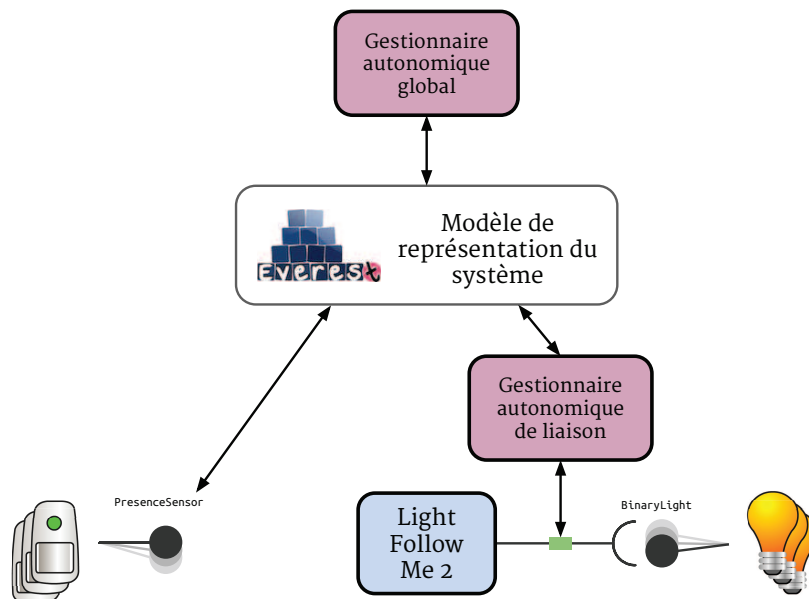 Gestionnaire
autonomique
global
Everest
Modèle de
représentation du
système
Gestionnaire
autonomique
de liaison
PresenceSensor
Light
Follow
Me 2
BinaryLight